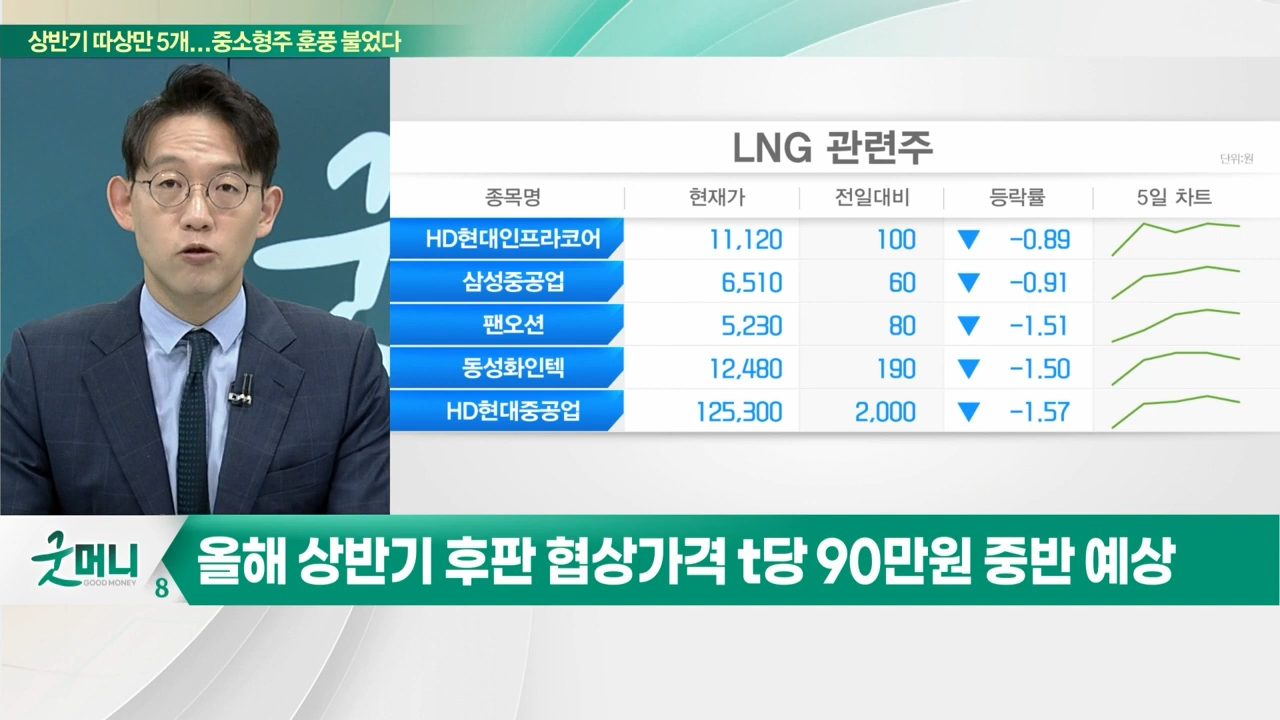 상반기 따상만 5개...중소형주 훈풍 불었다
LNG 관련주
단위:원
종목명 현재가 전일대비 등락률 5일 차트
HD현대인프라코어 11,120 100 ▼ -0.89
삼성중공업 6,510 60 ▼ -0.91
팬오션 5,230 80 ▼ -1.51
동성화인텍 12,480 190 ▼ -1.50
HD현대중공업 125,300 2,000 ▼ -1.57
굿머니
GOOD MONEY
8
올해 상반기 후판 협상가격 t당 90만원 중반 예상